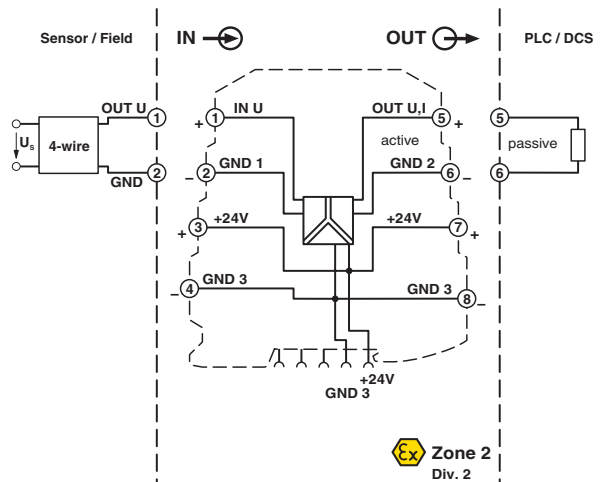 Sensor / Field IN OUT PLC / DCS
OUT U 1 + 1 IN U OUT U,I 5 + 5
Us 4-wire active passive
GND 2 – 2 GND 1 GND 2 6 – 6
+ 3 +24V +24V 7 +
– 4 GND 3 GND 3 8 –
+24V
GND 3
Ex Zone 2
Div. 2